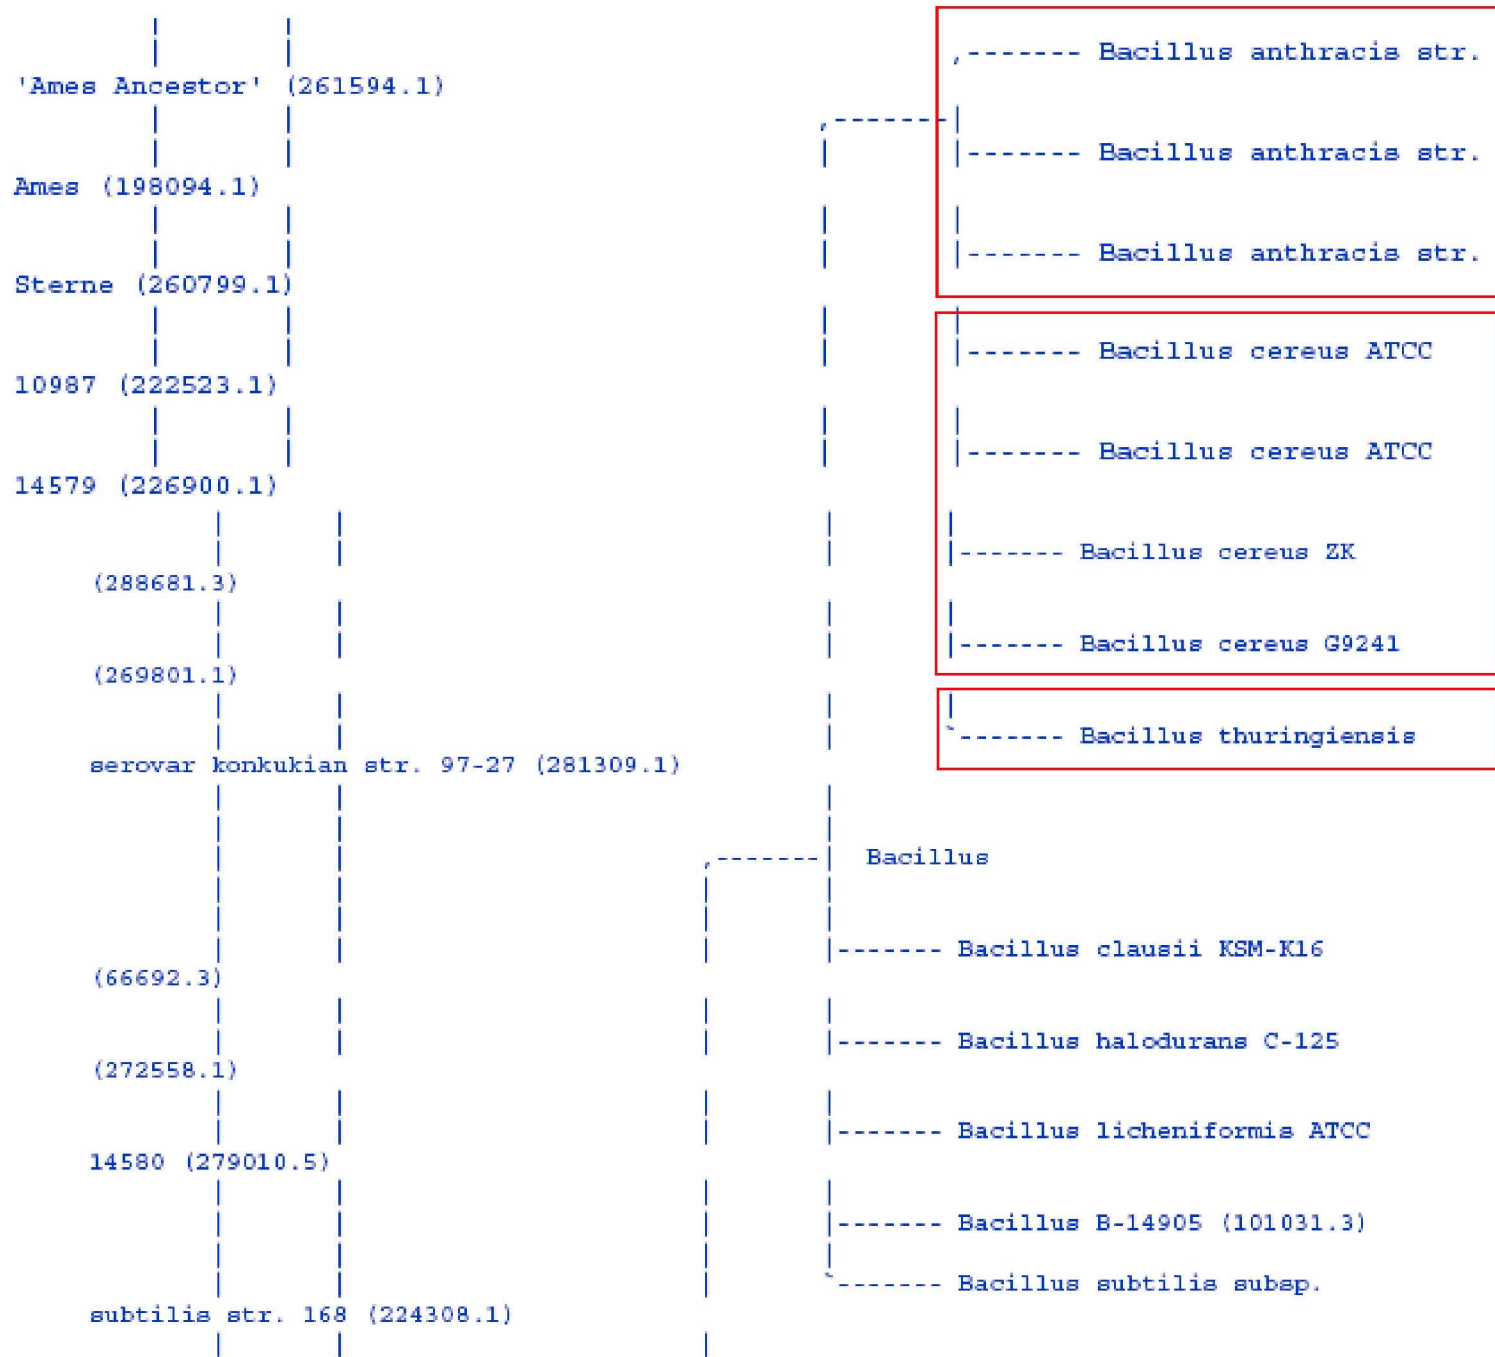 Bacillus anthracis str.
'Ames Ancestor' (261594.1)
Bacillus anthracis str.
Ames (198094.1)
Bacillus anthracis str.
Sterne (260799.1)
Bacillus cereus ATCC
10987 (222523.1)
Bacillus cereus ATCC
14579 (226900.1)
Bacillus cereus ZK
(288681.3)
Bacillus cereus G9241
(269801.1)
Bacillus thuringiensis
serovar konkukian str. 97-27 (281309.1)
Bacillus
Bacillus clausii KSM-K16
(66692.3)
Bacillus halodurans C-125
(272558.1)
Bacillus licheniformis ATCC
14580 (279010.5)
Bacillus B-14905 (101031.3)
Bacillus subtilis subsp.
subtilis str. 168 (224308.1)